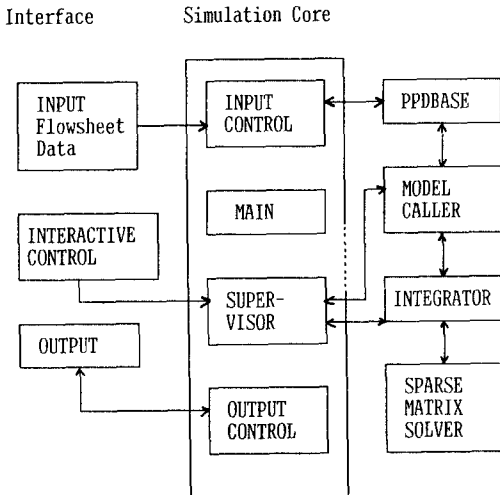 Interface
Simulation Core
INPUT
Flowsheet
Data
INPUT
CONTROL
PPDBASE
MAIN
MODEL
CALLER
INTERACTIVE
CONTROL
SUPER-
VISOR
INTEGRATOR
OUTPUT
OUTPUT
CONTROL
SPARSE
MATRIX
SOLVER